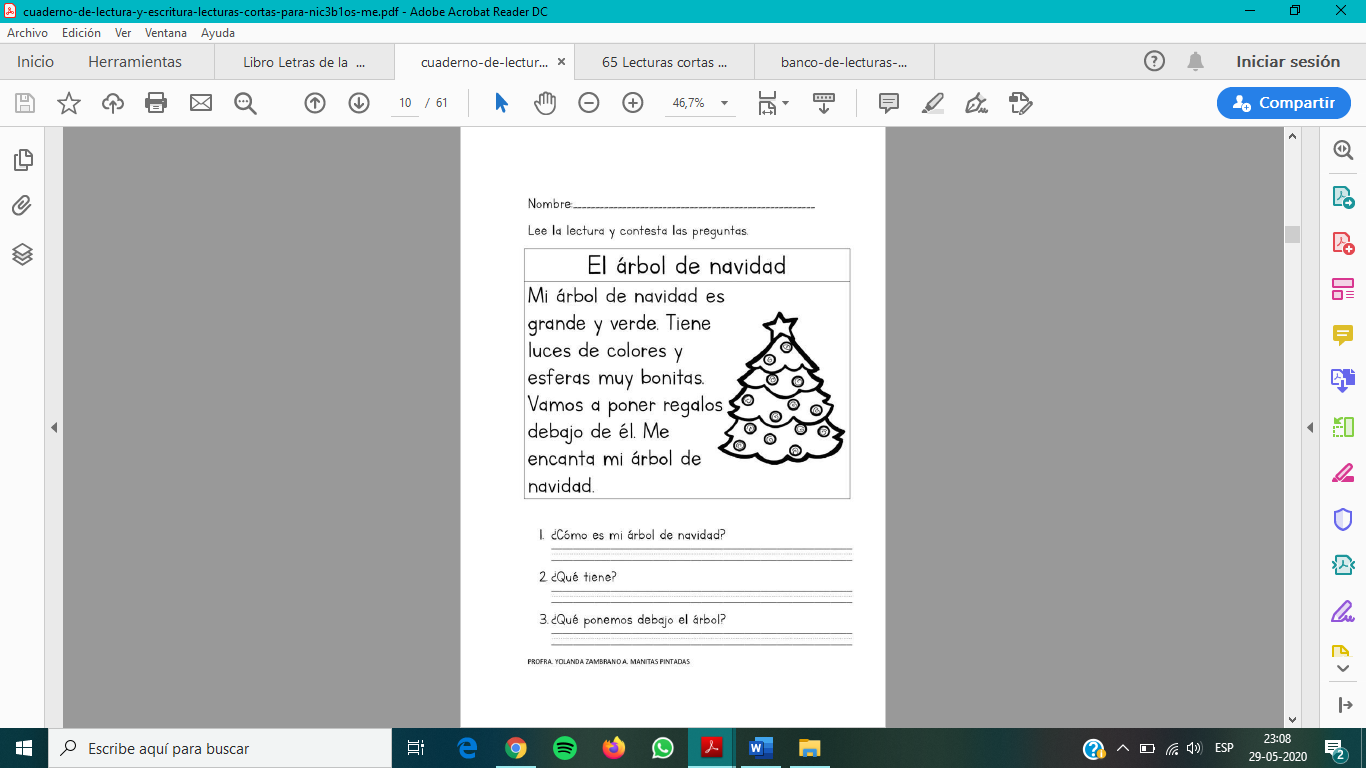 cuaderno-de-lectura-y-escritura-lecturas-cortas-para-nic3b1os-me.pdf - Adobe Acrobat Reader DC
Archivo Edición Ver Ventana Ayuda
Inicio Herramientas Libro Letras de la ... cuaderno-de-lectur... 65 Lecturas cortas ... banco-de-lecturas-... Iniciar sesión
10 / 61 46,7% Compartir
Nombre:
Lee la lectura y contesta las preguntas.
El árbol de navidad
Mi árbol de navidad es
grande y verde. Tiene
luces de colores y
esferas muy bonitas.
Vamos a poner regalos
debajo de él. Me
encanta mi árbol de
navidad.
1. ¿Cómo es mi árbol de navidad?
2. ¿Qué tiene?
3. ¿Qué ponemos debajo el árbol?
PROFRA. YOLANDA ZAMBRANO A. MANITAS PINTADAS
Escribe aquí para buscar ESP 23:08
29-05-2020 2